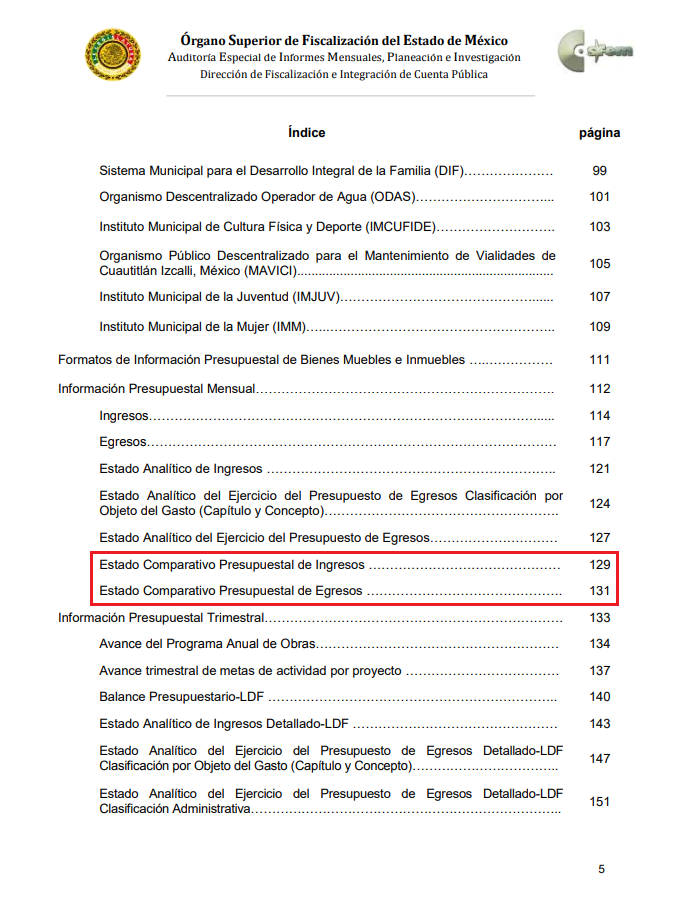 Órgano Superior de Fiscalización del Estado de México
Auditoría Especial de Informes Mensuales, Planeación e Investigación
Dirección de Fiscalización e Integración de Cuenta Pública
osfem
Índice página
Sistema Municipal para el Desarrollo Integral de la Familia (DIF)………………… 99
Organismo Descentralizado Operador de Agua (ODAS)………………………….. 101
Instituto Municipal de Cultura Física y Deporte (IMCUFIDE)………………………. 103
Organismo Público Descentralizado para el Mantenimiento de Vialidades de
Cuautitlán Izcalli, México (MAVICI)........................................................................ 105
Instituto Municipal de la Juventud (IMJUV)………………………………………...... 107
Instituto Municipal de la Mujer (IMM)…...……………………………………………….. 109
Formatos de Información Presupuestal de Bienes Muebles e Inmuebles …..…………… 111
Información Presupuestal Mensual……………………………………………………………. 112
Ingresos………………………………………………………………………………..... 114
Egresos…………………………………………………………………………………… 117
Estado Analítico de Ingresos ………………………………………………………….. 121
Estado Analítico del Ejercicio del Presupuesto de Egresos Clasificación por
Objeto del Gasto (Capítulo y Concepto)………………………………………………. 124
Estado Analítico del Ejercicio del Presupuesto de Egresos………………………… 127
Estado Comparativo Presupuestal de Ingresos ……………………………………… 129
Estado Comparativo Presupuestal de Egresos ………………………………………. 131
Información Presupuestal Trimestral……………………………………………………………. 133
Avance del Programa Anual de Obras………………………………………………… 134
Avance trimestral de metas de actividad por proyecto ……………………………… 137
Balance Presupuestario-LDF ………………………………………………………….. 140
Estado Analítico de Ingresos Detallado-LDF ………………………………………… 143
Estado Analítico del Ejercicio del Presupuesto de Egresos Detallado-LDF
Clasificación por Objeto del Gasto (Capítulo y Concepto)…………………………….. 147
Estado Analítico del Ejercicio del Presupuesto de Egresos Detallado-LDF
Clasificación Administrativa……………………………………………………………….. 151
5